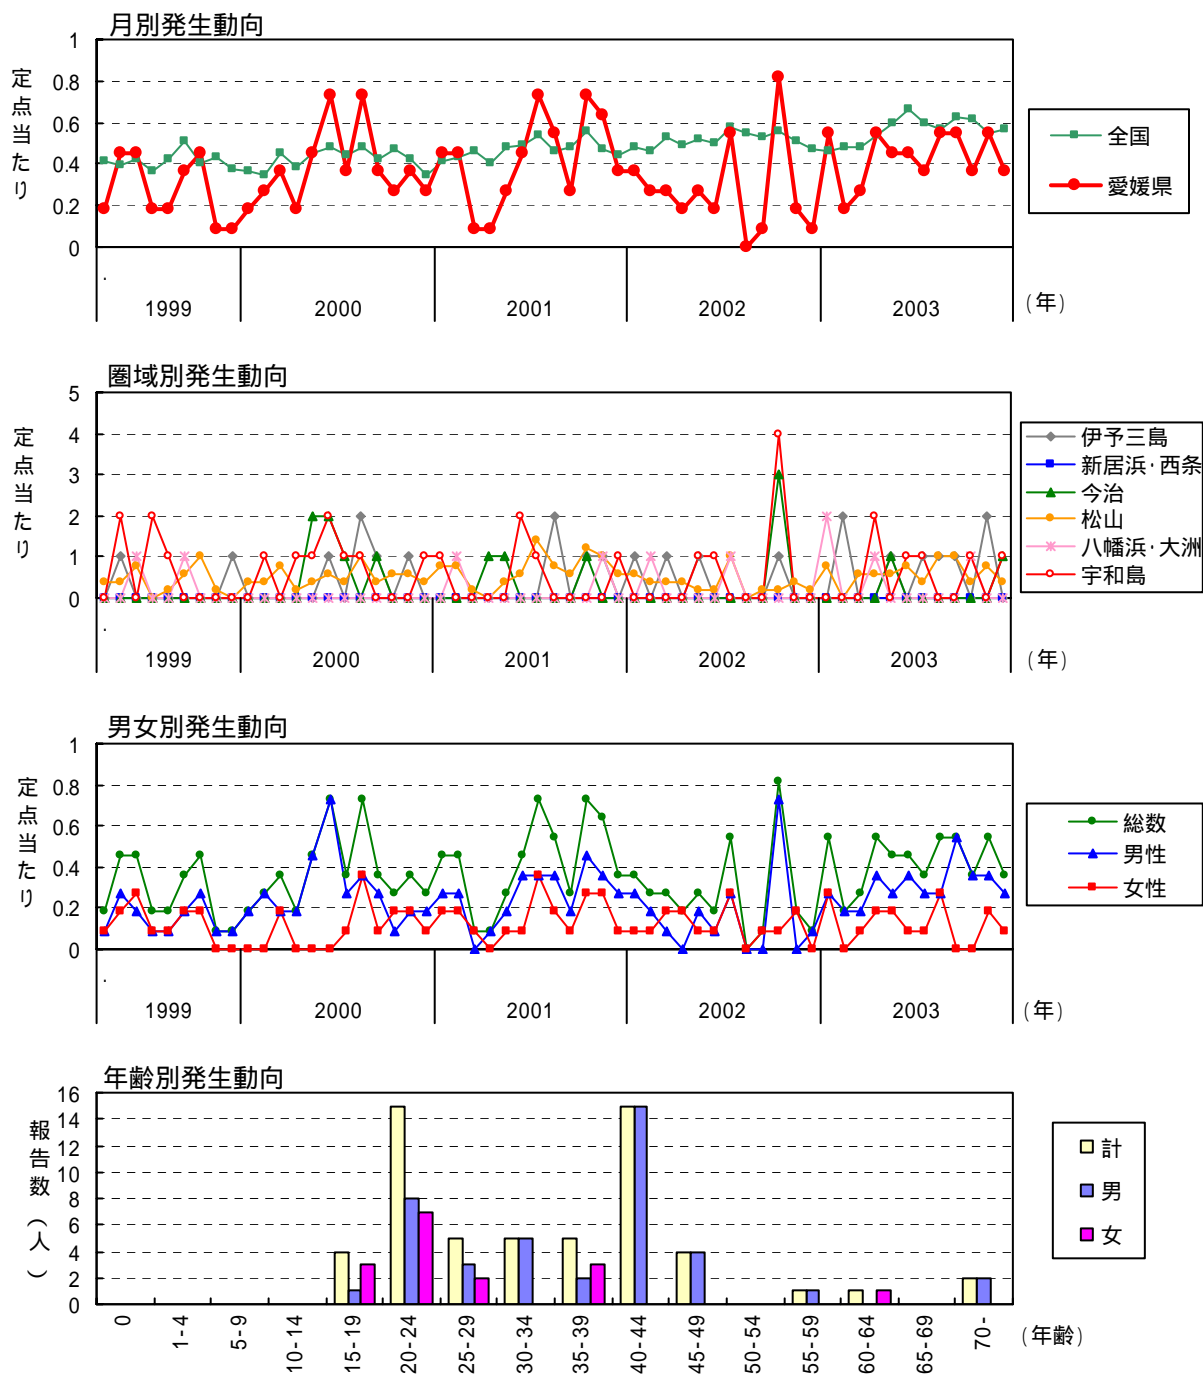 月別発生動向
定点当たり
1
0.8
0.6
0.4
0.2
0
全国
愛媛県
1999 2000 2001 2002 2003 (年)
圏域別発生動向
定点当たり
5
4
3
2
1
0
伊予三島
新居浜・西条
今治
松山
八幡浜・大洲
宇和島
1999 2000 2001 2002 2003 (年)
男女別発生動向
定点当たり
1
0.8
0.6
0.4
0.2
0
総数
男性
女性
1999 2000 2001 2002 2003 (年)
年齢別発生動向
報告数(人)
16
14
12
10
8
6
4
2
0
計
男
女
0 1-4 5-9 10-14 15-19 20-24 25-29 30-34 35-39 40-44 45-49 50-54 55-59 60-64 65-69 70- (年齢)